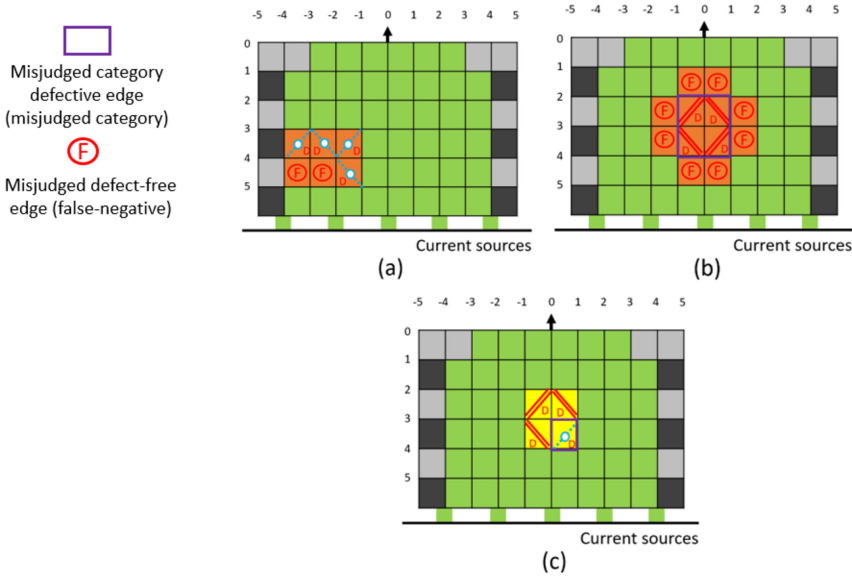 -5 -4 -3 -2 -1 0 1 2 3 4 5
-5 -4 -3 -2 -1 0 1 2 3 4 5
Misjudged category
defective edge
(misjudged category)
F
Misjudged defect-free
edge (false-negative)
0
1
2
3
4
5
D D D
F F D
Current sources
(a)
0
1
2
3
4
5
F F
F D D F
F D D F
F F
Current sources
(b)
-5 -4 -3 -2 -1 0 1 2 3 4 5
0
1
2
3
4
5
D D
D D
Current sources
(c)